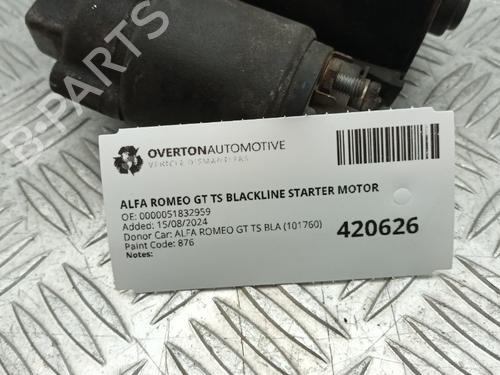 B-PARTS
OVERTONAUTOMOTIVE
VEHICLE DISMANTLERS
ALFA ROMEO GT TS BLACKLINE STARTER MOTOR
OE: 0000051832959
Added: 15/08/2024
Donor Car: ALFA ROMEO GT TS BLA (101760)
Paint Code: 876
Notes:
420626